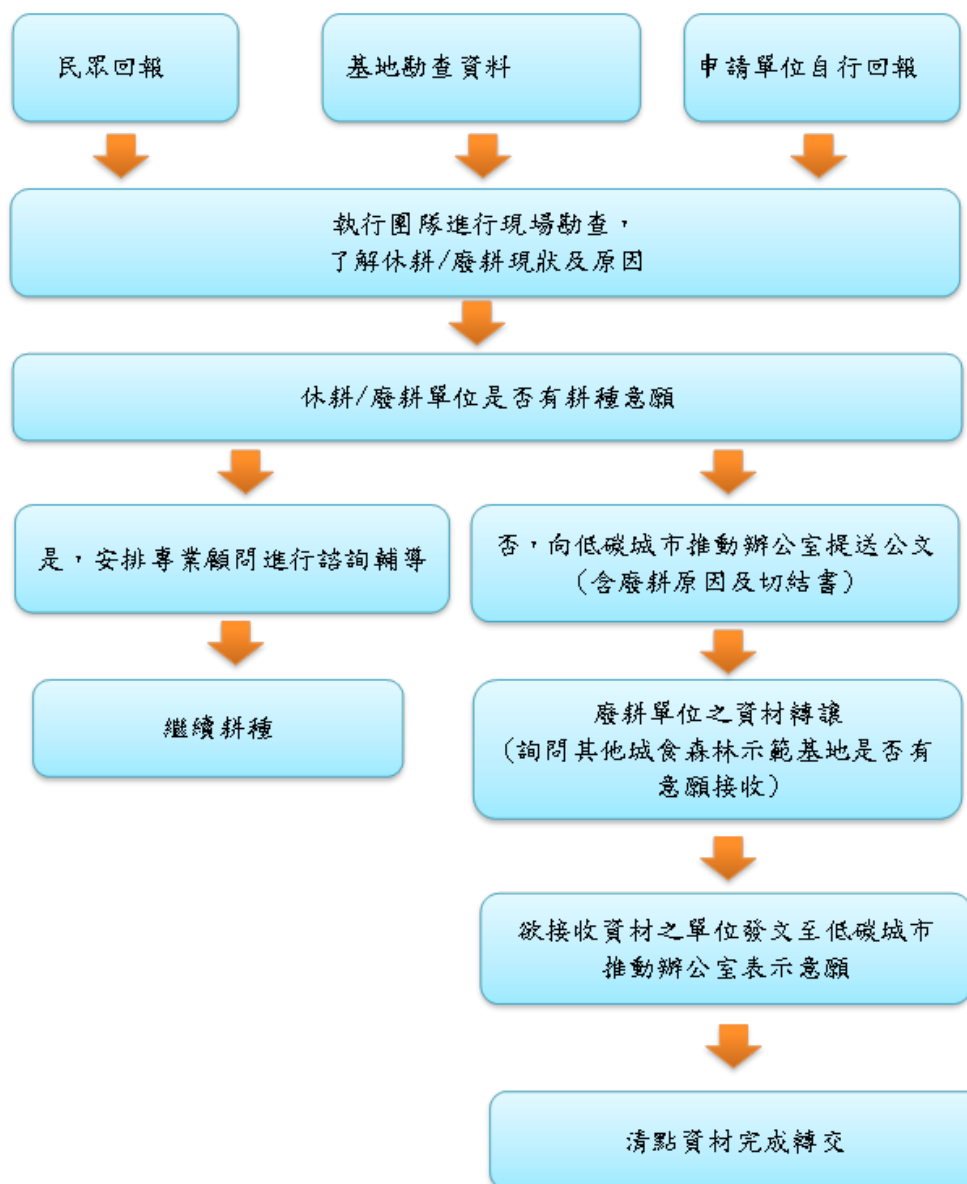 民眾回報
基地勘查資料
申請單位自行回報
執行團隊進行現場勘查，
了解休耕/廢耕現狀及原因
休耕/廢耕單位是否有耕種意願
是，安排專業顧問進行諮詢輔導
否，向低碳城市推動辦公室提送公文
(含廢耕原因及切結書)
繼續耕種
廢耕單位之資材轉讓
(詢問其他城食森林示範基地是否有
意願接收)
欲接收資材之單位發文至低碳城市
推動辦公室表示意願
清點資材完成轉交